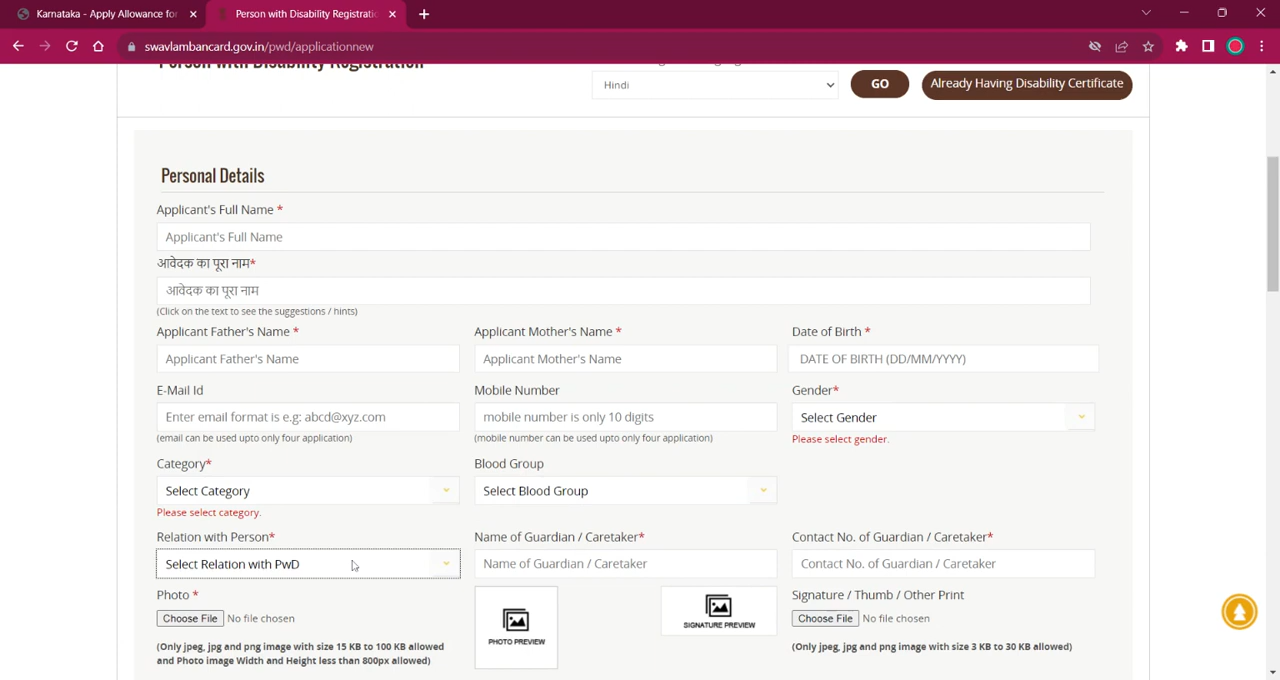 Karnataka - Apply Allowance for
Person with Disability Registratio
swavlambancard.gov.in/pwd/applicationnew
Person with Disability Registration
Hindi
GO
Already Having Disability Certificate
Personal Details
Applicant's Full Name *
Applicant's Full Name
आवेदक का पूरा नाम*
आवेदक का पूरा नाम
(Click on the text to see the suggestions / hints)
Applicant Father's Name * Applicant Mother's Name * Date of Birth *
Applicant Father's Name Applicant Mother's Name DATE OF BIRTH (DD/MM/YYYY)
E-Mail Id Mobile Number Gender*
Enter email format is e.g: abcd@xyz.com mobile number is only 10 digits Select Gender
(email can be used upto only four application) (mobile number can be used upto only four application) Please select gender.
Category* Blood Group
Select Category Select Blood Group
Please select category.
Relation with Person* Name of Guardian / Caretaker* Contact No. of Guardian / Caretaker*
Select Relation with PwD Name of Guardian / Caretaker Contact No. of Guardian / Caretaker
Photo * Signature / Thumb / Other Print
Choose File No file chosen PHOTO PREVIEW SIGNATURE PREVIEW Choose File No file chosen
(Only jpeg, jpg and png image with size 15 KB to 100 KB allowed (Only jpeg, jpg and png image with size 3 KB to 30 KB allowed)
and Photo image Width and Height less than 800px allowed)